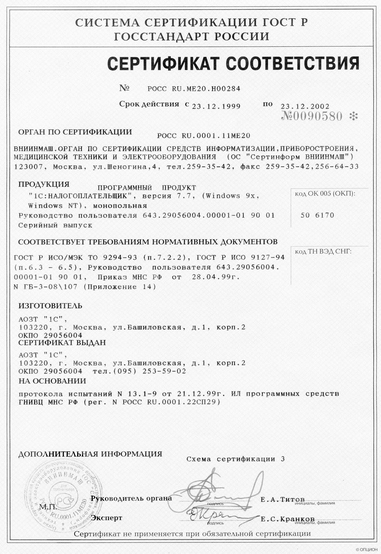 СИСТЕМА СЕРТИФИКАЦИИ ГОСТ Р
ГОССТАНДАРТ РОССИИ
СЕРТИФИКАТ СООТВЕТСТВИЯ
№ РОСС RU.МЕ20.Н00284
Срок действия с 23.12.1999 по 23.12.2002
№0090580 ✻
ОРГАН ПО СЕРТИФИКАЦИИ РОСС RU.0001.11МЕ20
ВНИИНМАШ.ОРГАН ПО СЕРТИФИКАЦИИ СРЕДСТВ ИНФОРМАТИЗАЦИИ,ПРИБОРОСТРОЕНИЯ,
МЕДИЦИНСКОЙ ТЕХНИКИ И ЭЛЕКТРООБОРУДОВАНИЯ (ОС "Сертинформ ВНИИНМАШ")
123007, Москва, ул.Шеногина,4, тел.259-35-42, факс 259-35-42,256-64-33
ПРОДУКЦИЯ ПРОГРАММНЫЙ ПРОДУКТ
"1С:НАЛОГОПЛАТЕЛЬЩИК", версия 7.7, (Windows 9x,
Windows NT), монопольная
Руководство пользователя 643.29056004.00001-01 90 01
Серийный выпуск
код ОК 005 (ОКП):
50 6170
СООТВЕТСТВУЕТ ТРЕБОВАНИЯМ НОРМАТИВНЫХ ДОКУМЕНТОВ
код ТН ВЭД СНГ:
ГОСТ Р ИСО/МЭК ТО 9294-93 (п.7.2.2), ГОСТ Р ИСО 9127-94
(п.6.3 - 6.5), Руководство пользователя 643.29056004.
00001-01 90 01, Приказ МНС РФ от 28.04.99г.
N ГБ-3-08\107 (Приложение 14)
ИЗГОТОВИТЕЛЬ
АОЗТ "1С",
103220, г. Москва, ул.Башиловская, д.1, корп.2
ОКПО 29056004
СЕРТИФИКАТ ВЫДАН
АОЗТ "1С",
103220, г. Москва, ул.Башиловская, д.1, корп.2
ОКПО 29056004 тел.(095) 253-59-02
НА ОСНОВАНИИ
протокола испытаний N 13.1-9 от 21.12.99г. ИЛ программных средств
ГНИВЦ МНС РФ (рег. N РОСС RU.0001.22СП29)
ДОПОЛНИТЕЛЬНАЯ ИНФОРМАЦИЯ
Схема сертификации 3
М.П.
Руководитель органа Е.А.Титов
подпись инициалы, фамилия
Эксперт Е.С.Кранков
подпись инициалы, фамилия
Сертификат не применяется при обязательной сертификации
© ОПЦИОН